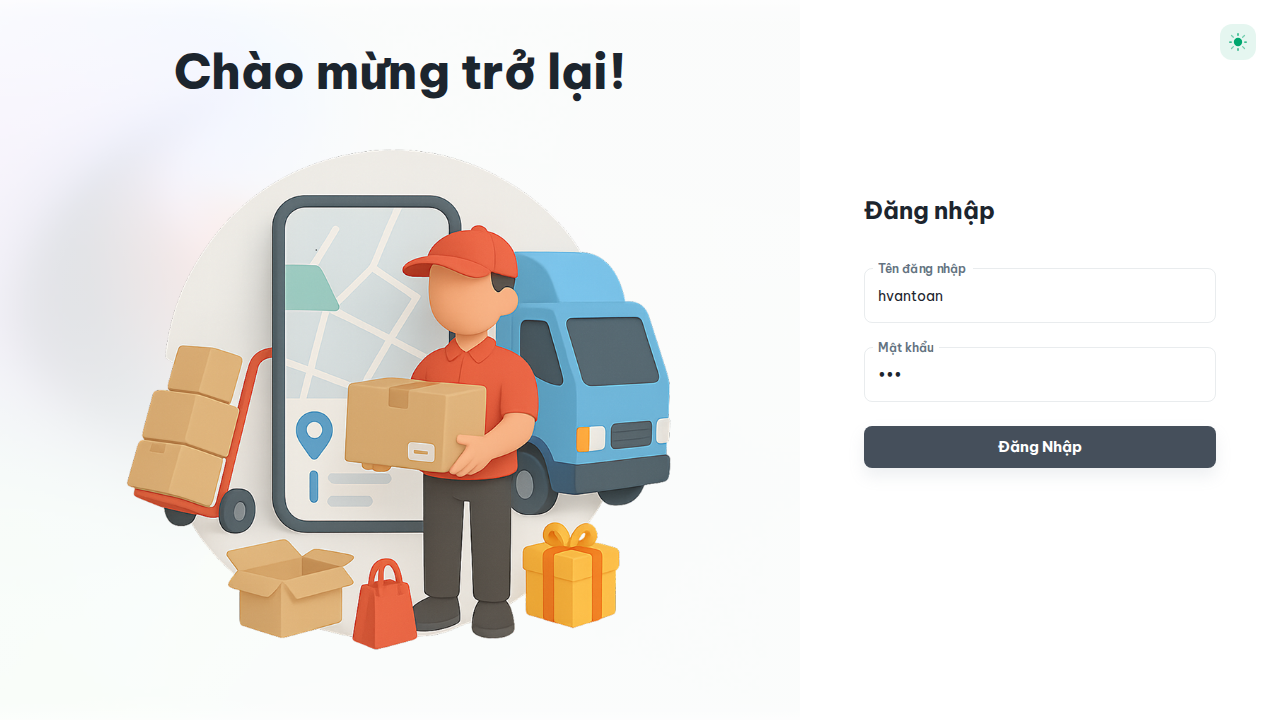 Chào mừng trở lại!
Đăng nhập
Tên đăng nhập
hvantoan
Mật khẩu
•••
Đăng Nhập